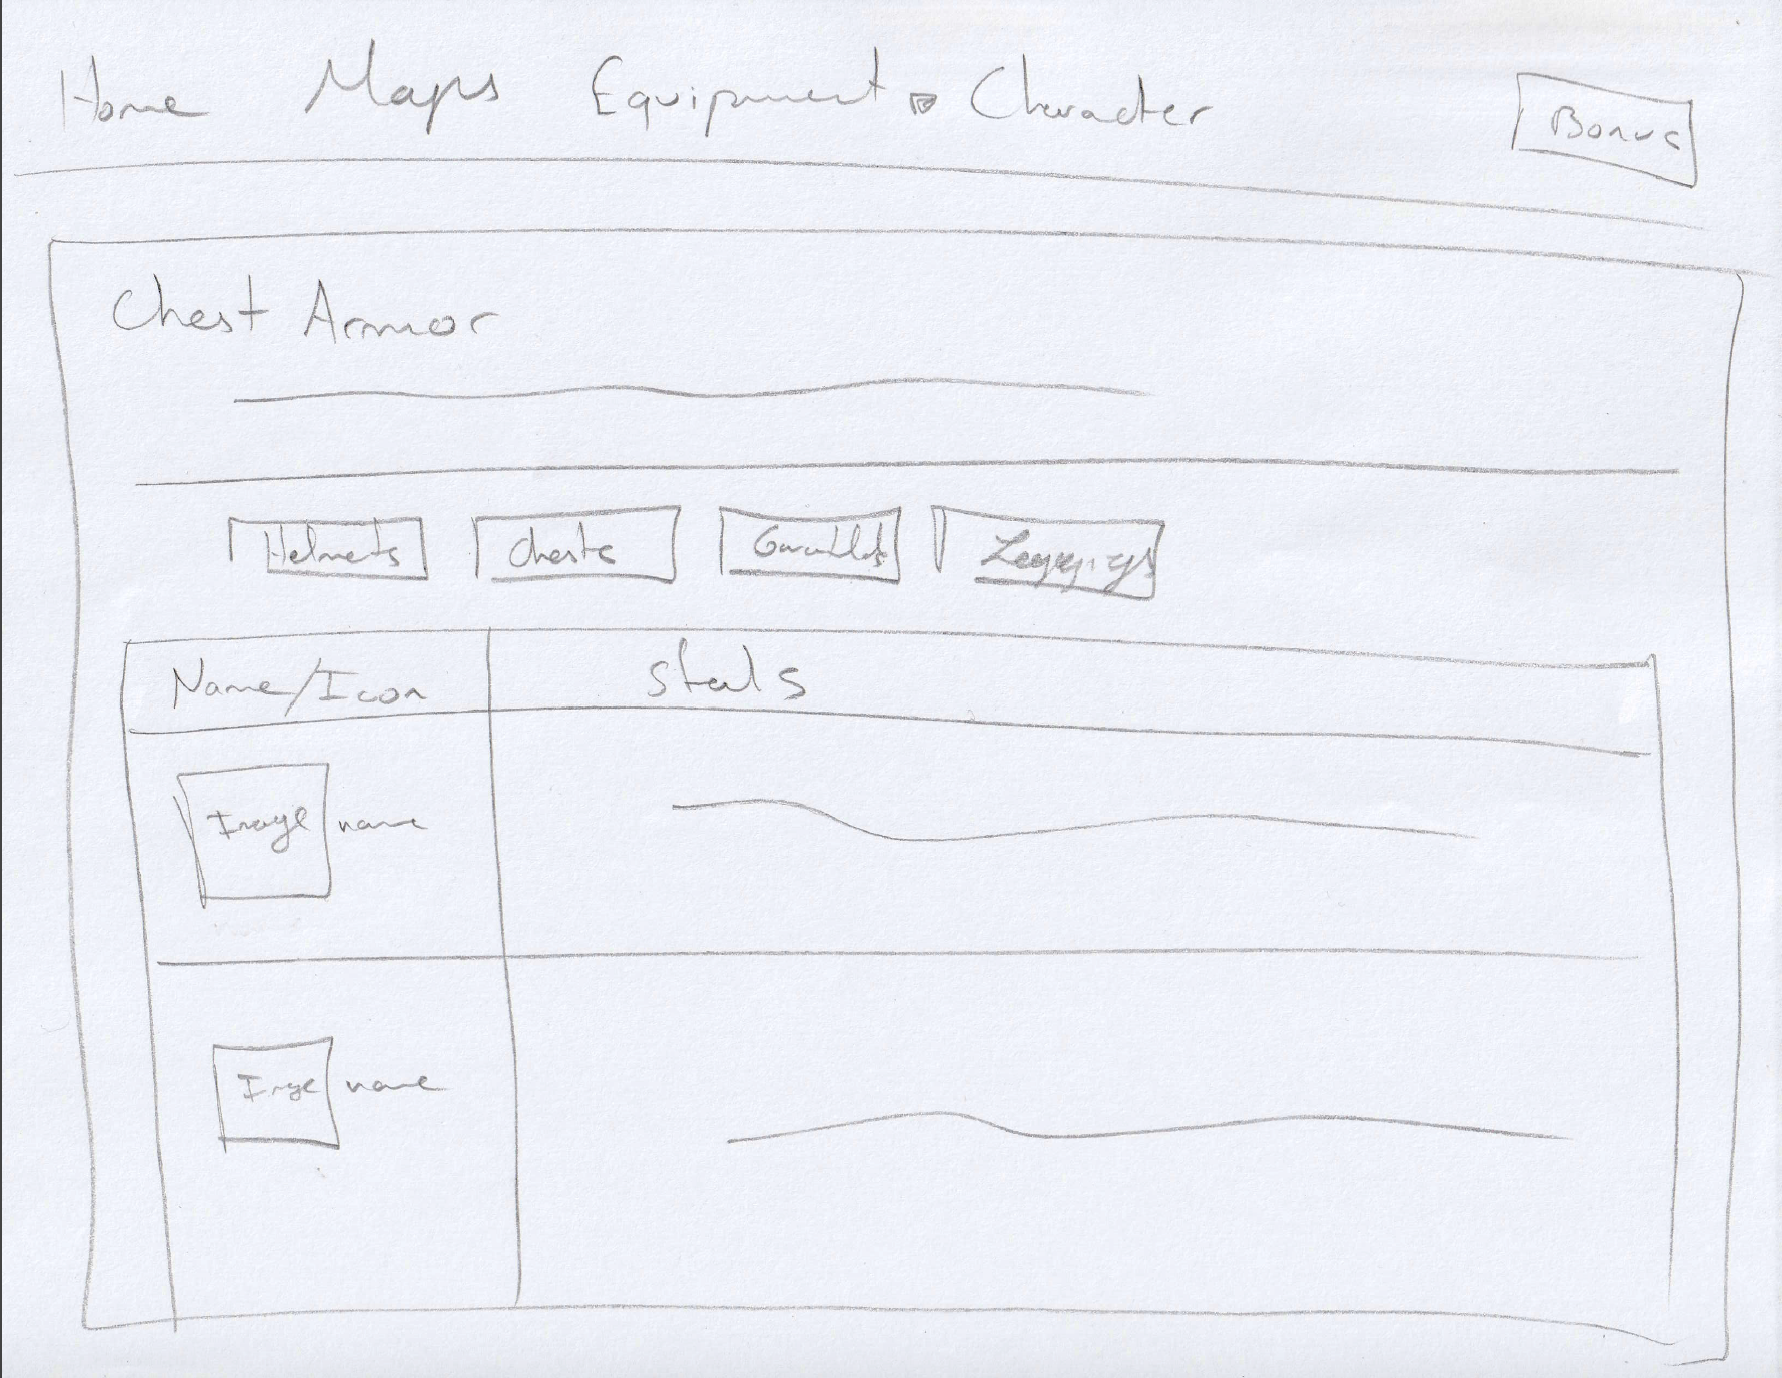 Home Maps Equipment Character Bonus
Chest Armor
Helmets Chests Gauntlets Leggings
Name/Icon Stats
Image name
Image name